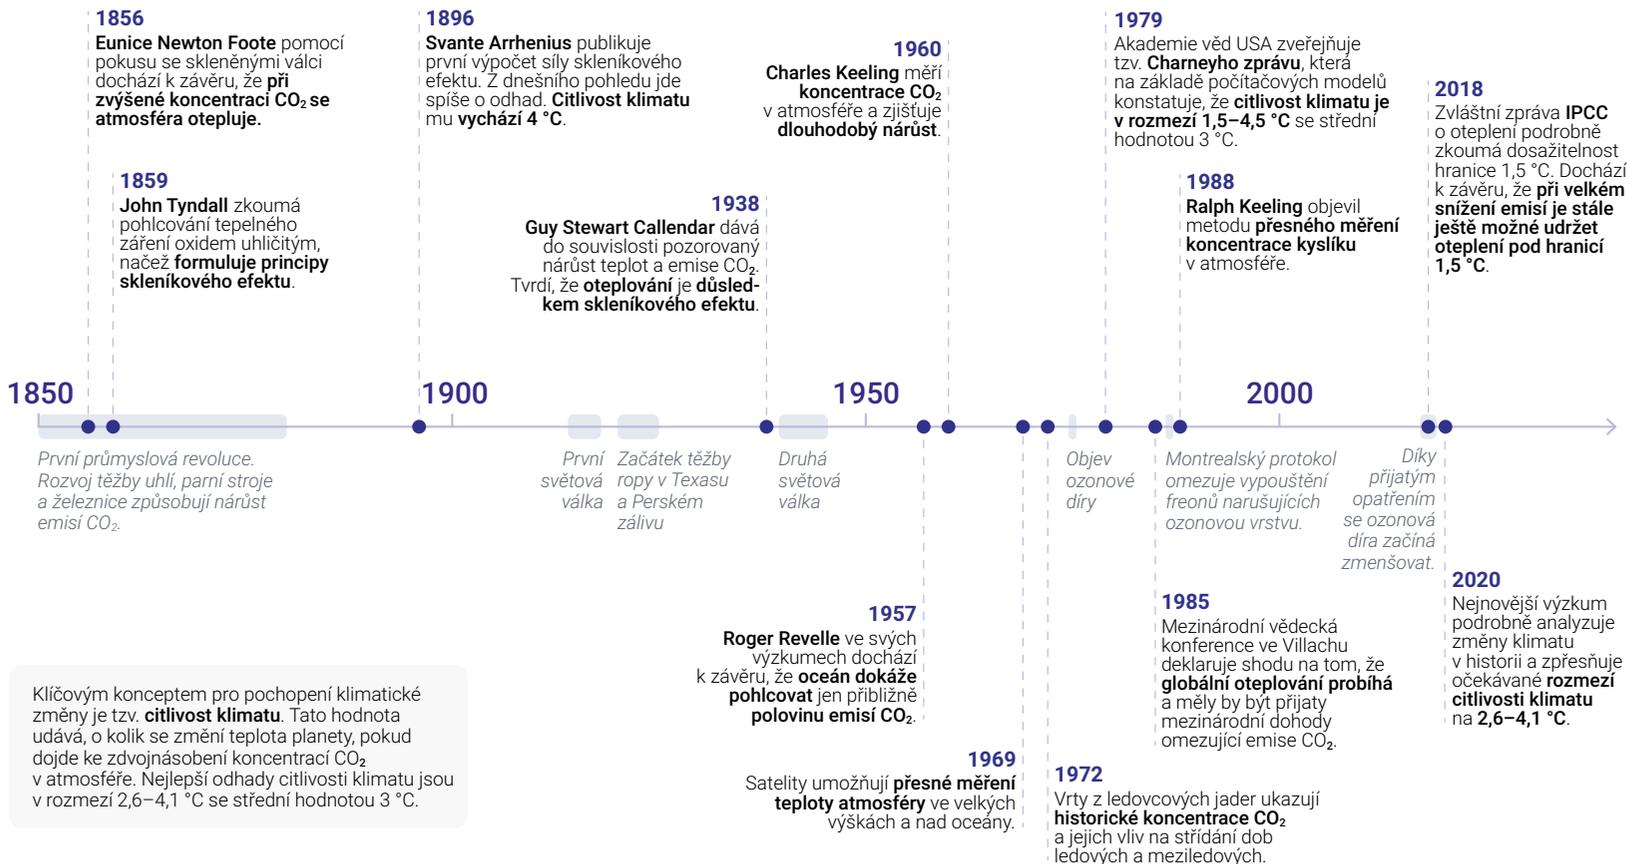 1856
Eunice Newton Foote pomocí
pokusu se skleněnými válci
dochází k závěru, že při
zvýšené koncentraci CO₂ se
atmosféra otepluje.
1859
John Tyndall zkoumá
pohlcování tepelného
záření oxidem uhličitým,
načež formuluje principy
skleníkového efektu.
1896
Svante Arrhenius publikuje
první výpočet síly skleníkového
efektu. Z dnešního pohledu jde
spíše o odhad. Citlivost klimatu
mu vychází 4 °C.
1938
Guy Stewart Callendar dává
do souvislosti pozorovaný
nárůst teplot a emise CO₂.
Tvrdí, že oteplování je důsled-
kem skleníkového efektu.
1960
Charles Keeling měří
koncentrace CO₂
v atmosféře a zjišťuje
dlouhodobý nárůst.
1979
Akademie věd USA zveřejňuje
tzv. Charneyho zprávu, která
na základě počítačových modelů
konstatuje, že citlivost klimatu je
v rozmezí 1,5–4,5 °C se střední
hodnotou 3 °C.
1988
Ralph Keeling objevil
metodu přesného měření
koncentrace kyslíku
v atmosféře.
2018
Zvláštní zpráva IPCC
o oteplení podrobně
zkoumá dosažitelnost
hranice 1,5 °C. Dochází
k závěru, že při velkém
snížení emisí je stále
ještě možné udržet
oteplení pod hranicí
1,5 °C.
1850
1900
1950
2000
První průmyslová revoluce.
Rozvoj těžby uhlí, parní stroje
a železnice způsobují nárůst
emisí CO₂.
První
světová
válka
Začátek těžby
ropy v Texasu
a Perském
zálivu
Druhá
světová
válka
Objev
ozonové
díry
Montrealský protokol
omezuje vypouštění
freonů narušujících
ozonovou vrstvu.
Díky
přijatým
opatřením
se ozonová
díra začíná
zmenšovat.
1957
Roger Revelle ve svých
výzkumech dochází
k závěru, že oceán dokáže
pohlcovat jen přibližně
polovinu emisí CO₂.
1969
Satelity umožňují přesné měření
teploty atmosféry ve velkých
výškách a nad oceány.
1972
Vrty z ledovcových jader ukazují
historické koncentrace CO₂
a jejich vliv na střídání dob
ledových a meziledových.
1985
Mezinárodní vědecká
konference ve Villachu
deklaruje shodu na tom, že
globální oteplování probíhá
a měly by být přijaty
mezinárodní dohody
omezující emise CO₂.
2020
Nejnovější výzkum
podrobně analyzuje
změny klimatu
v historii a zpřesňuje
očekávané rozmezí
citlivosti klimatu
na 2,6–4,1 °C.
Klíčovým konceptem pro pochopení klimatické
změny je tzv. citlivost klimatu. Tato hodnota
udává, o kolik se změní teplota planety, pokud
dojde ke zdvojnásobení koncentrací CO₂
v atmosféře. Nejlepší odhady citlivosti klimatu jsou
v rozmezí 2,6–4,1 °C se střední hodnotou 3 °C.